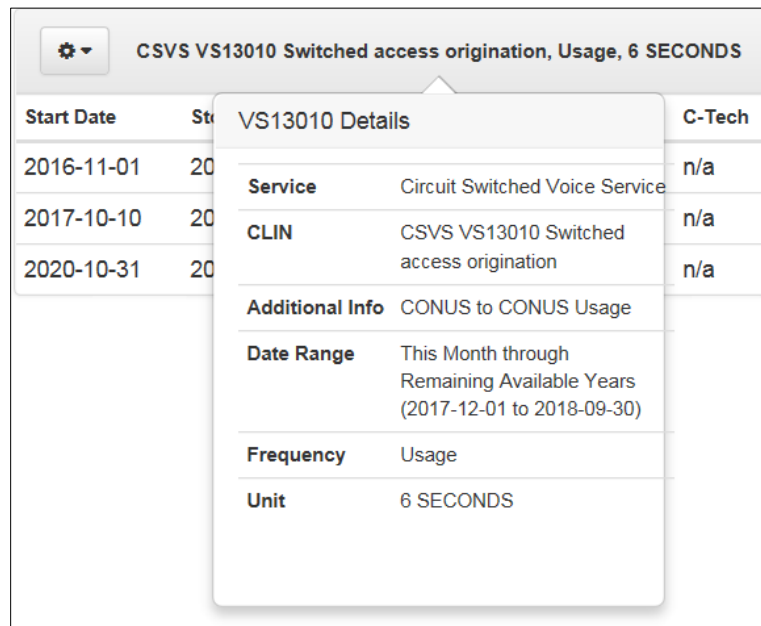 CSVS VS13010 Switched access origination, Usage, 6 SECONDS
Start Date C-Tech
2016-11-01 20 n/a
2017-10-10 20 n/a
2020-10-31 20 n/a
VS13010 Details
Service Circuit Switched Voice Service
CLIN CSVS VS13010 Switched
access origination
Additional Info CONUS to CONUS Usage
Date Range This Month through
Remaining Available Years
(2017-12-01 to 2018-09-30)
Frequency Usage
Unit 6 SECONDS